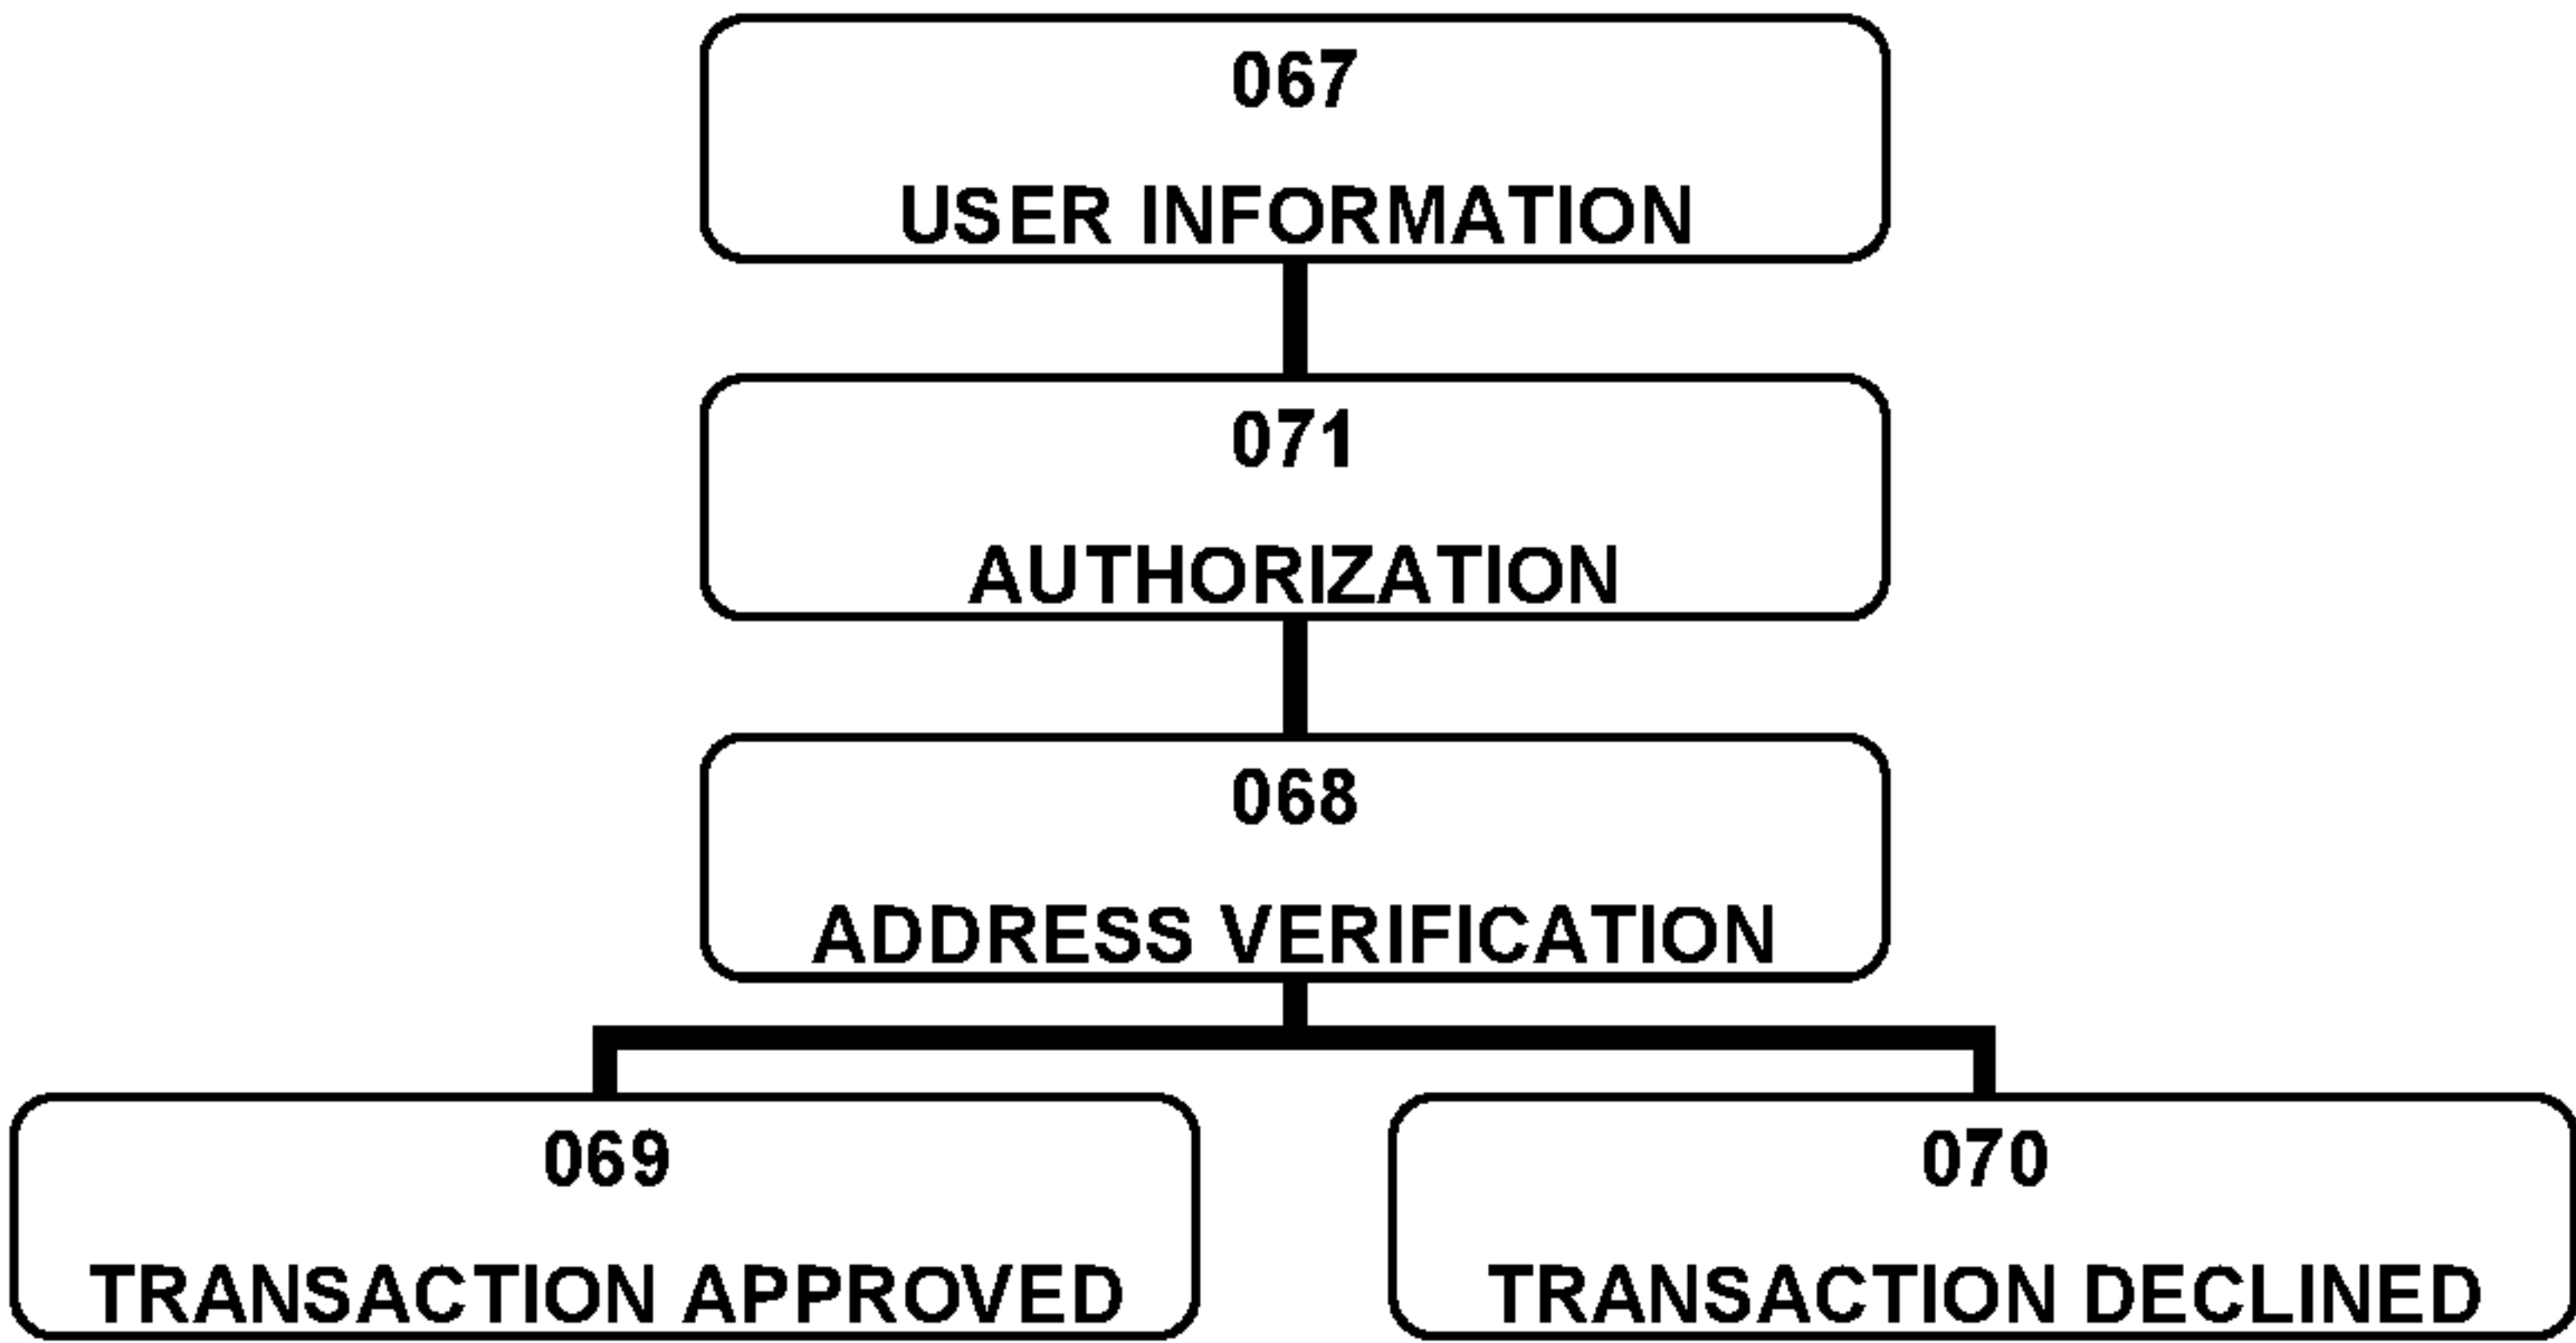 067
USER INFORMATION
071
AUTHORIZATION
068
ADDRESS VERIFICATION
069
TRANSACTION APPROVED
070
TRANSACTION DECLINED